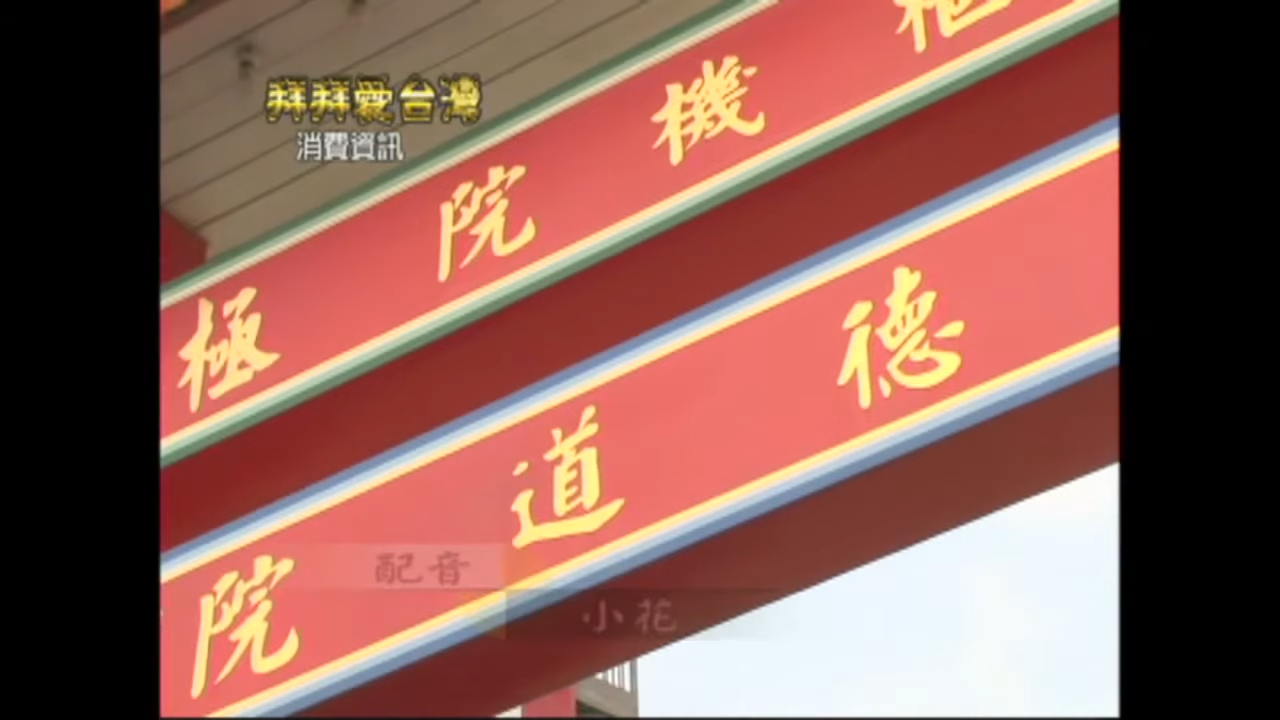 拜拜愛台灣
消費資訊
極院機樞
院道德
配音
小花